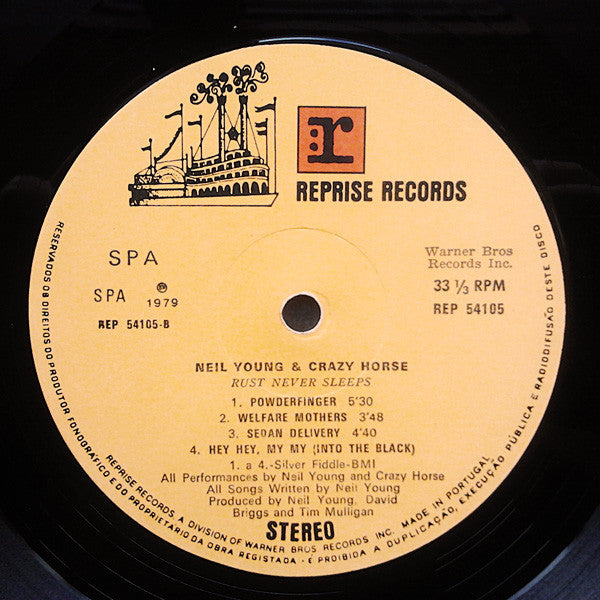 r
REPRISE RECORDS
SPA
Warner Bros
Records Inc.
SPA ℗ 1979
33 1/3 RPM
REP 54105-B
REP 54105
NEIL YOUNG & CRAZY HORSE
RUST NEVER SLEEPS
1. POWDERFINGER 5'30
2. WELFARE MOTHERS 3'48
3. SEDAN DELIVERY 4'40
4. HEY HEY, MY MY (INTO THE BLACK)
1. a 4.-Silver Fiddle-BMI
All Performances by Neil Young and Crazy Horse
All Songs Written by Neil Young
Produced by Neil Young, David
Briggs and Tim Mulligan
STEREO
REPRISE RECORDS A DIVISION OF WARNER BROS. RECORDS INC. MADE IN PORTUGAL
RESERVADOS OS DIREITOS DO PRODUTOR FONOGRÁFICO E DO PROPRIETARIO DA OBRA REGISTADA - É PROIBIDA A DUPLICAÇÃO, EXECUÇÃO PÚBLICA E RADIODIFUSÃO DESTE DISCO